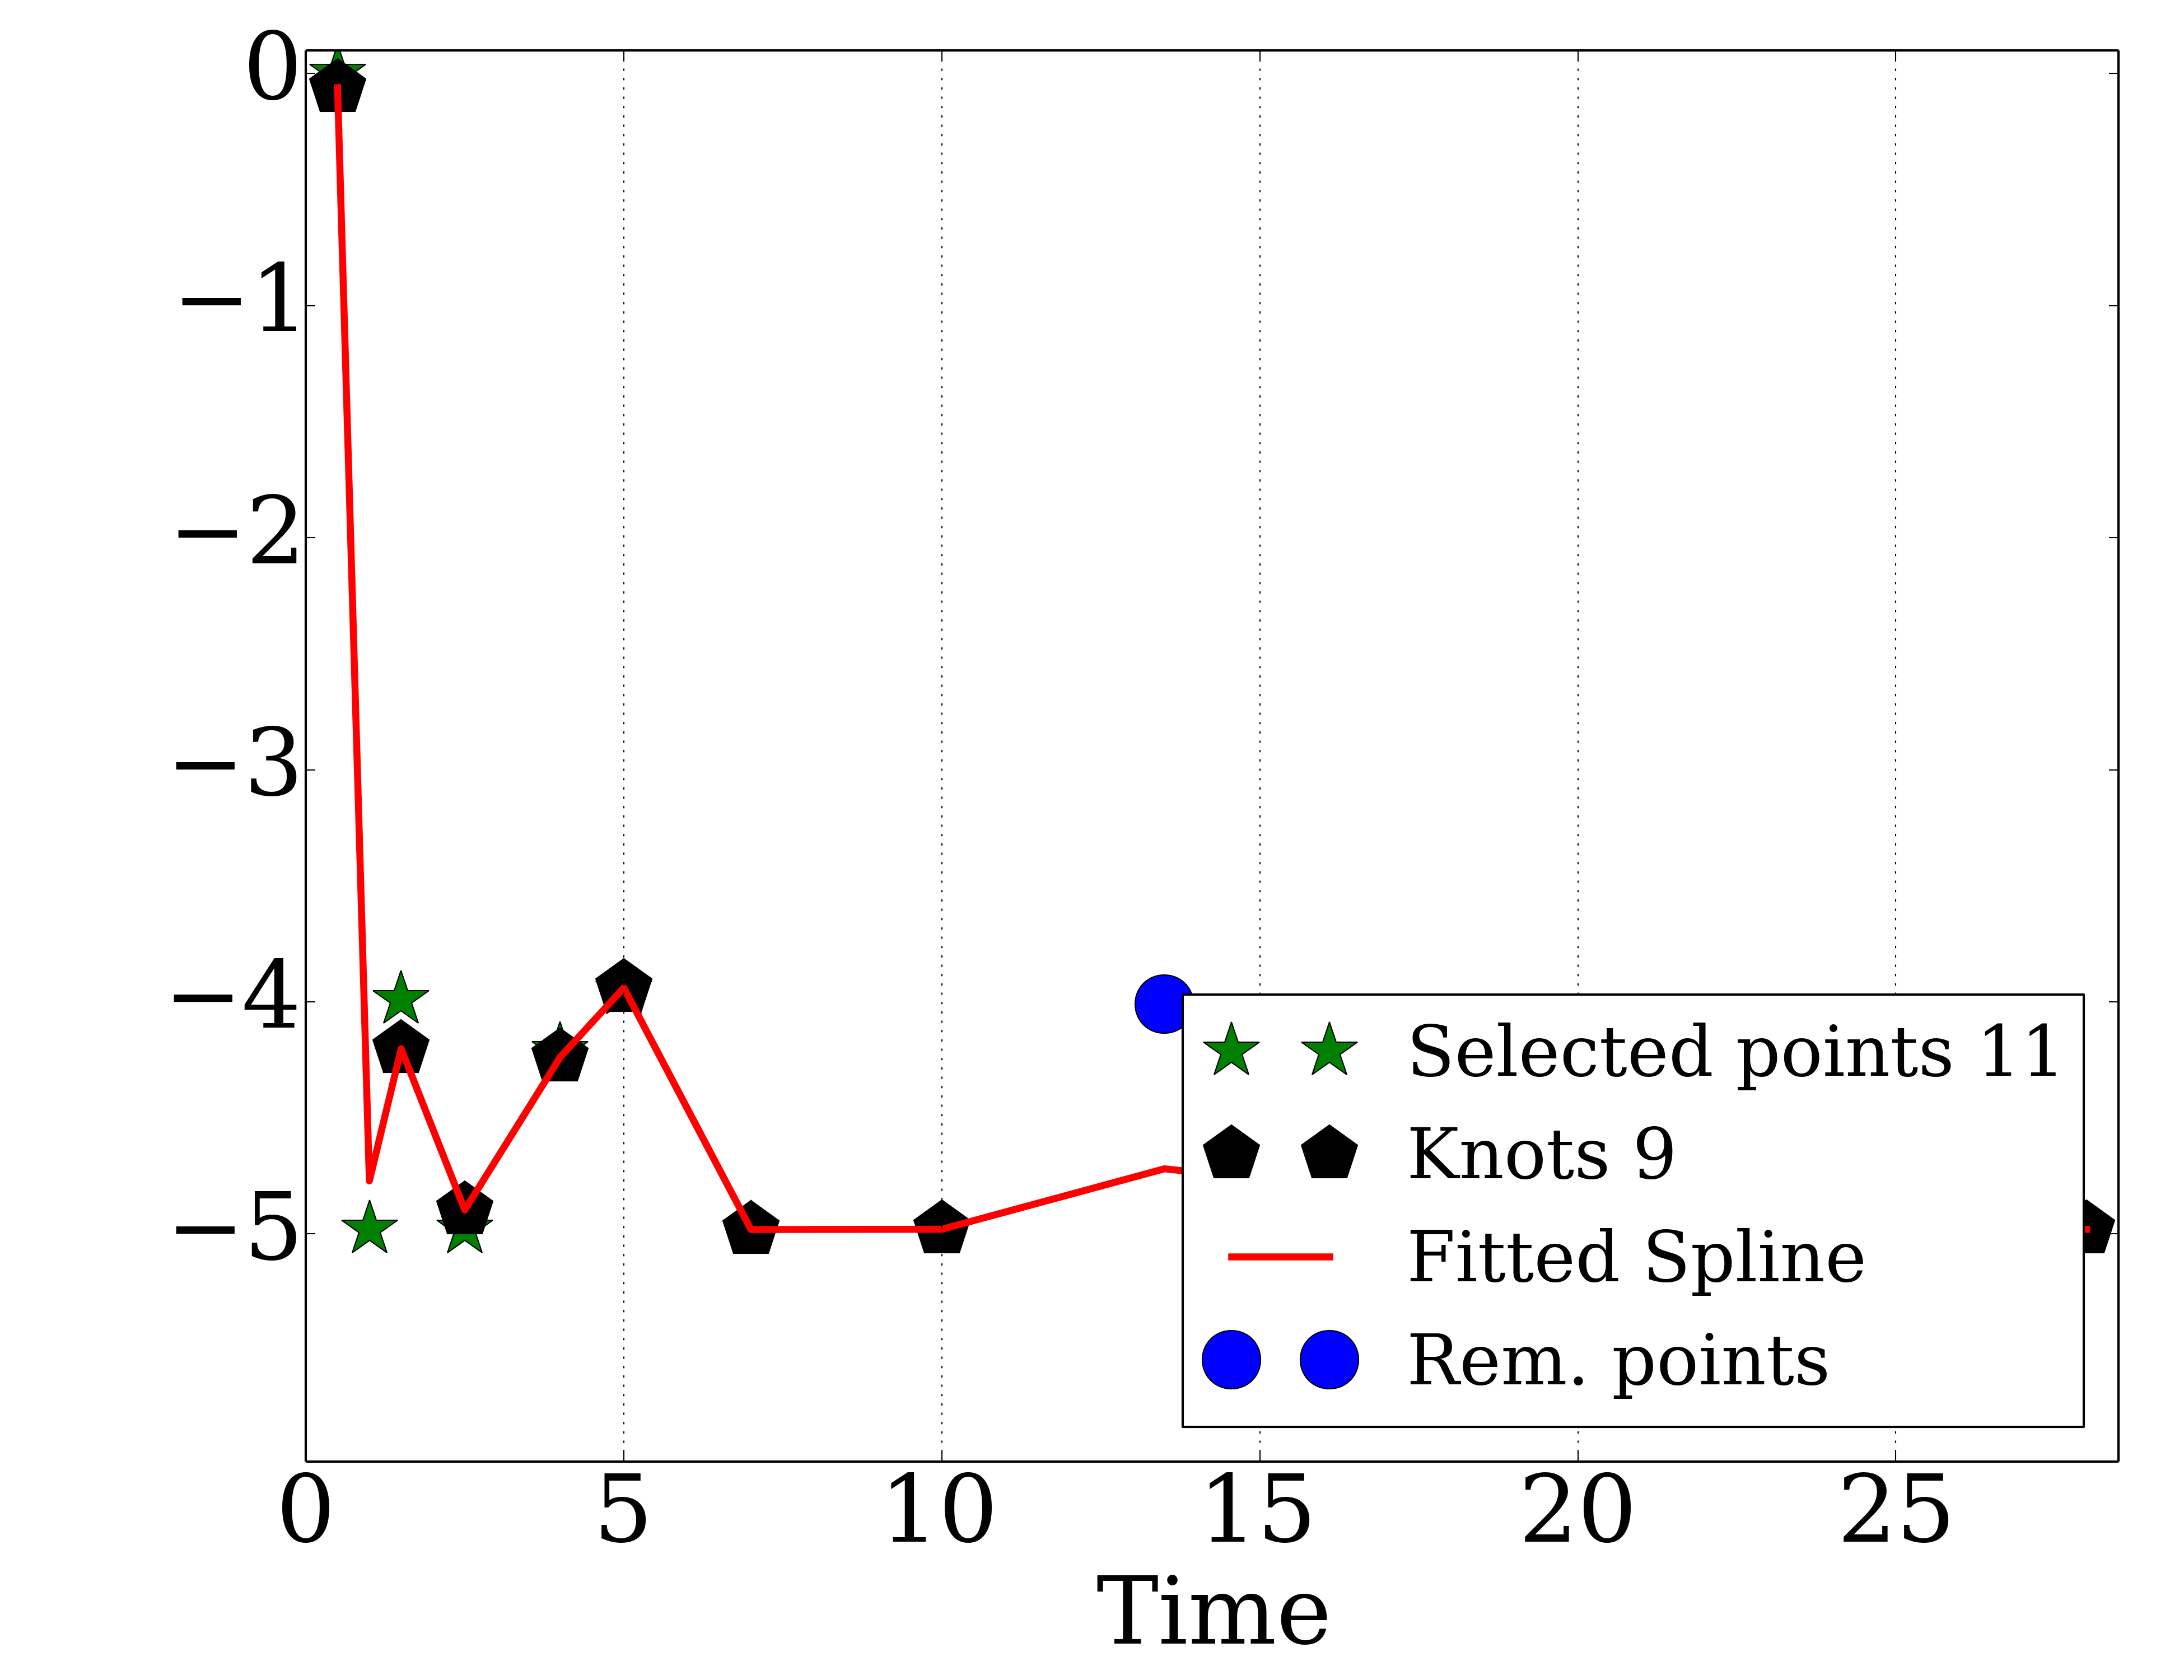 0
−1
−2
−3
−4
−5
Selected points 11
Knots 9
Fitted Spline
Rem. points
0 5 10 15 20 25
Time